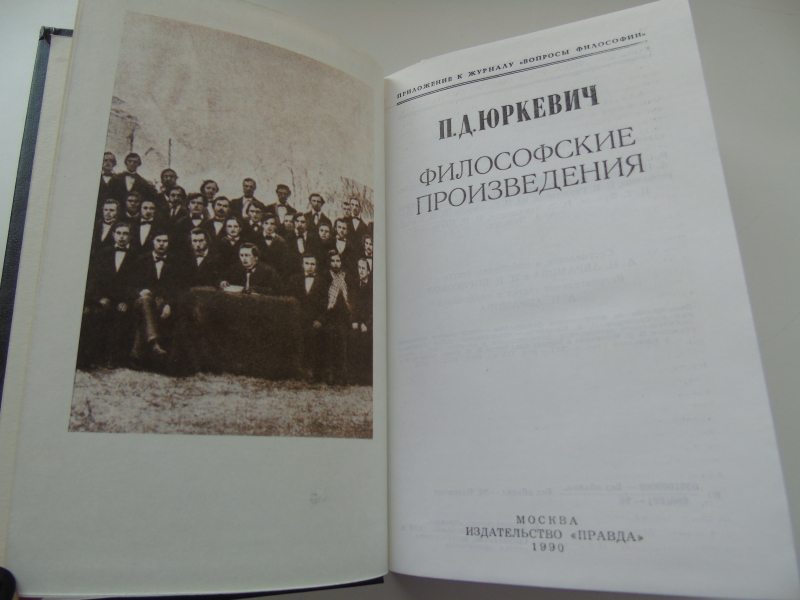 ПРИЛОЖЕНИЕ К ЖУРНАЛУ «ВОПРОСЫ ФИЛОСОФИИ»
П.Д.ЮРКЕВИЧ
ФИЛОСОФСКИЕ
ПРОИЗВЕДЕНИЯ
МОСКВА
ИЗДАТЕЛЬСТВО «ПРАВДА»
1990